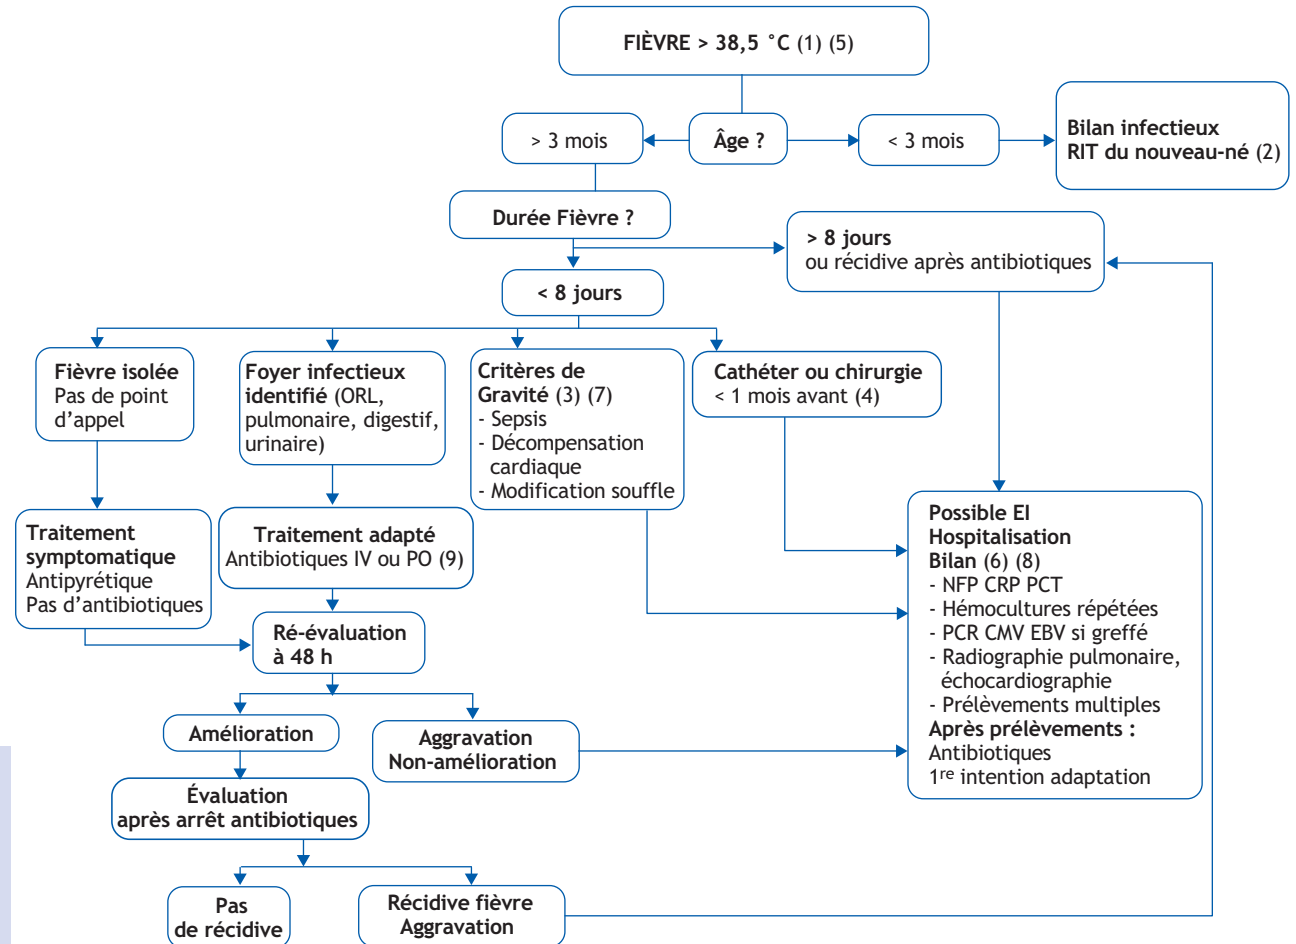 FIÈVRE > 38,5 °C (1) (5)
> 3 mois
Âge ?
< 3 mois
Bilan infectieux
RIT du nouveau-né (2)
Durée Fièvre ?
> 8 jours
ou récidive après antibiotiques
< 8 jours
Fièvre isolée
Pas de point
d’appel
Foyer infectieux
identifié (ORL,
pulmonaire, digestif,
urinaire)
Critères de
Gravité (3) (7)
- Sepsis
- Décompensation
cardiaque
- Modification souffle
Cathéter ou chirurgie
< 1 mois avant (4)
Traitement
symptomatique
Antipyrétique
Pas d’antibiotiques
Traitement adapté
Antibiotiques IV ou PO (9)
Possible EI
Hospitalisation
Bilan (6) (8)
- NFP CRP PCT
- Hémocultures répétées
- PCR CMV EBV si greffé
- Radiographie pulmonaire,
échocardiographie
- Prélèvements multiples
Après prélèvements :
Antibiotiques
1re intention adaptation
Ré-évaluation
à 48 h
Amélioration
Aggravation
Non-amélioration
Évaluation
après arrêt antibiotiques
Pas
de récidive
Récidive fièvre
Aggravation